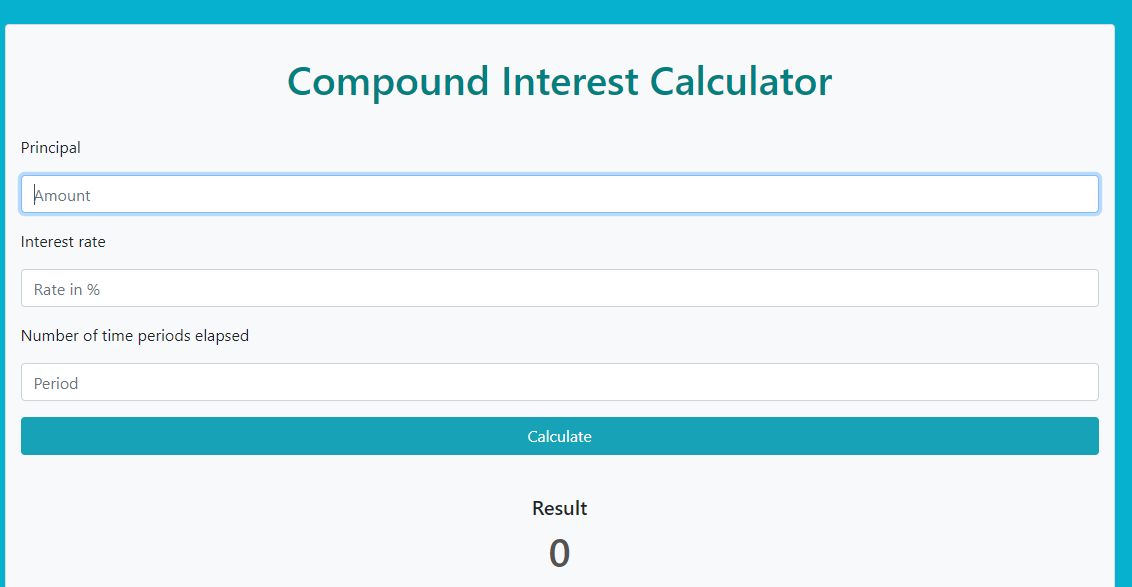 Compound Interest Calculator
Principal
Amount
Interest rate
Rate in %
Number of time periods elapsed
Period
Calculate
Result
0